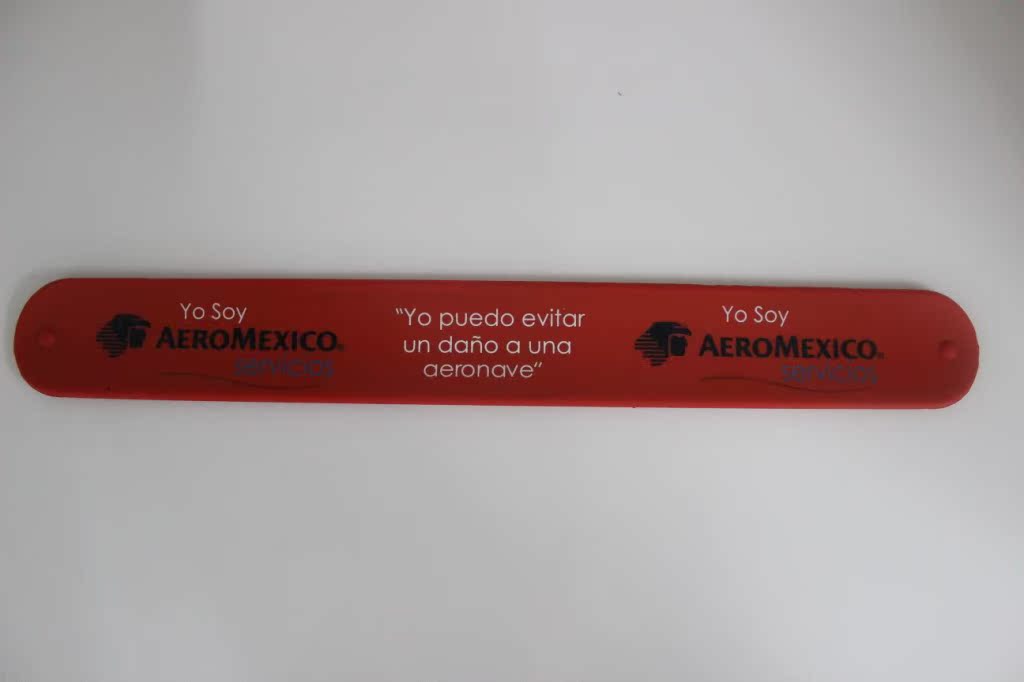 Yo Soy
AEROMEXICO®
servicios
"Yo puedo evitar
un daño a una
aeronave"
Yo Soy
AEROMEXICO®
servicios